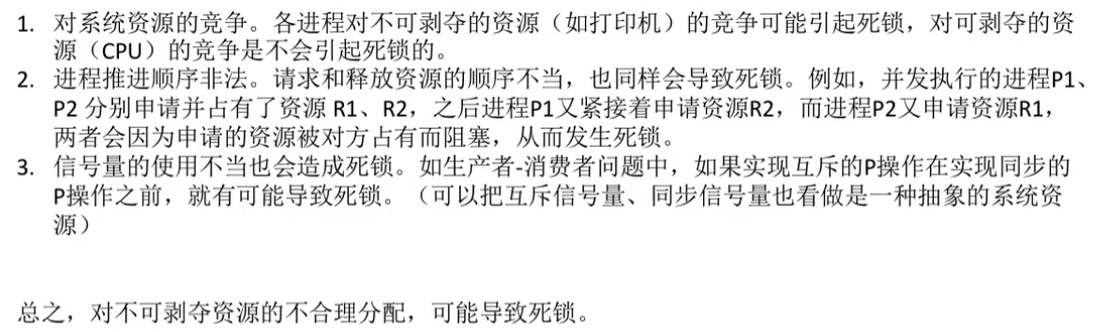 1. 对系统资源的竞争。各进程对不可剥夺的资源（如打印机）的竞争可能引起死锁，对可剥夺的资
源（CPU）的竞争是不会引起死锁的。
2. 进程推进顺序非法。请求和释放资源的顺序不当，也同样会导致死锁。例如，并发执行的进程P1、
P2 分别申请并占有了资源 R1、R2，之后进程P1又紧接着申请资源R2，而进程P2又申请资源R1，
两者会因为申请的资源被对方占有而阻塞，从而发生死锁。
3. 信号量的使用不当也会造成死锁。如生产者-消费者问题中，如果实现互斥的P操作在实现同步的
P操作之前，就有可能导致死锁。（可以把互斥信号量、同步信号量也看做是一种抽象的系统资
源）
总之，对不可剥夺资源的不合理分配，可能导致死锁。